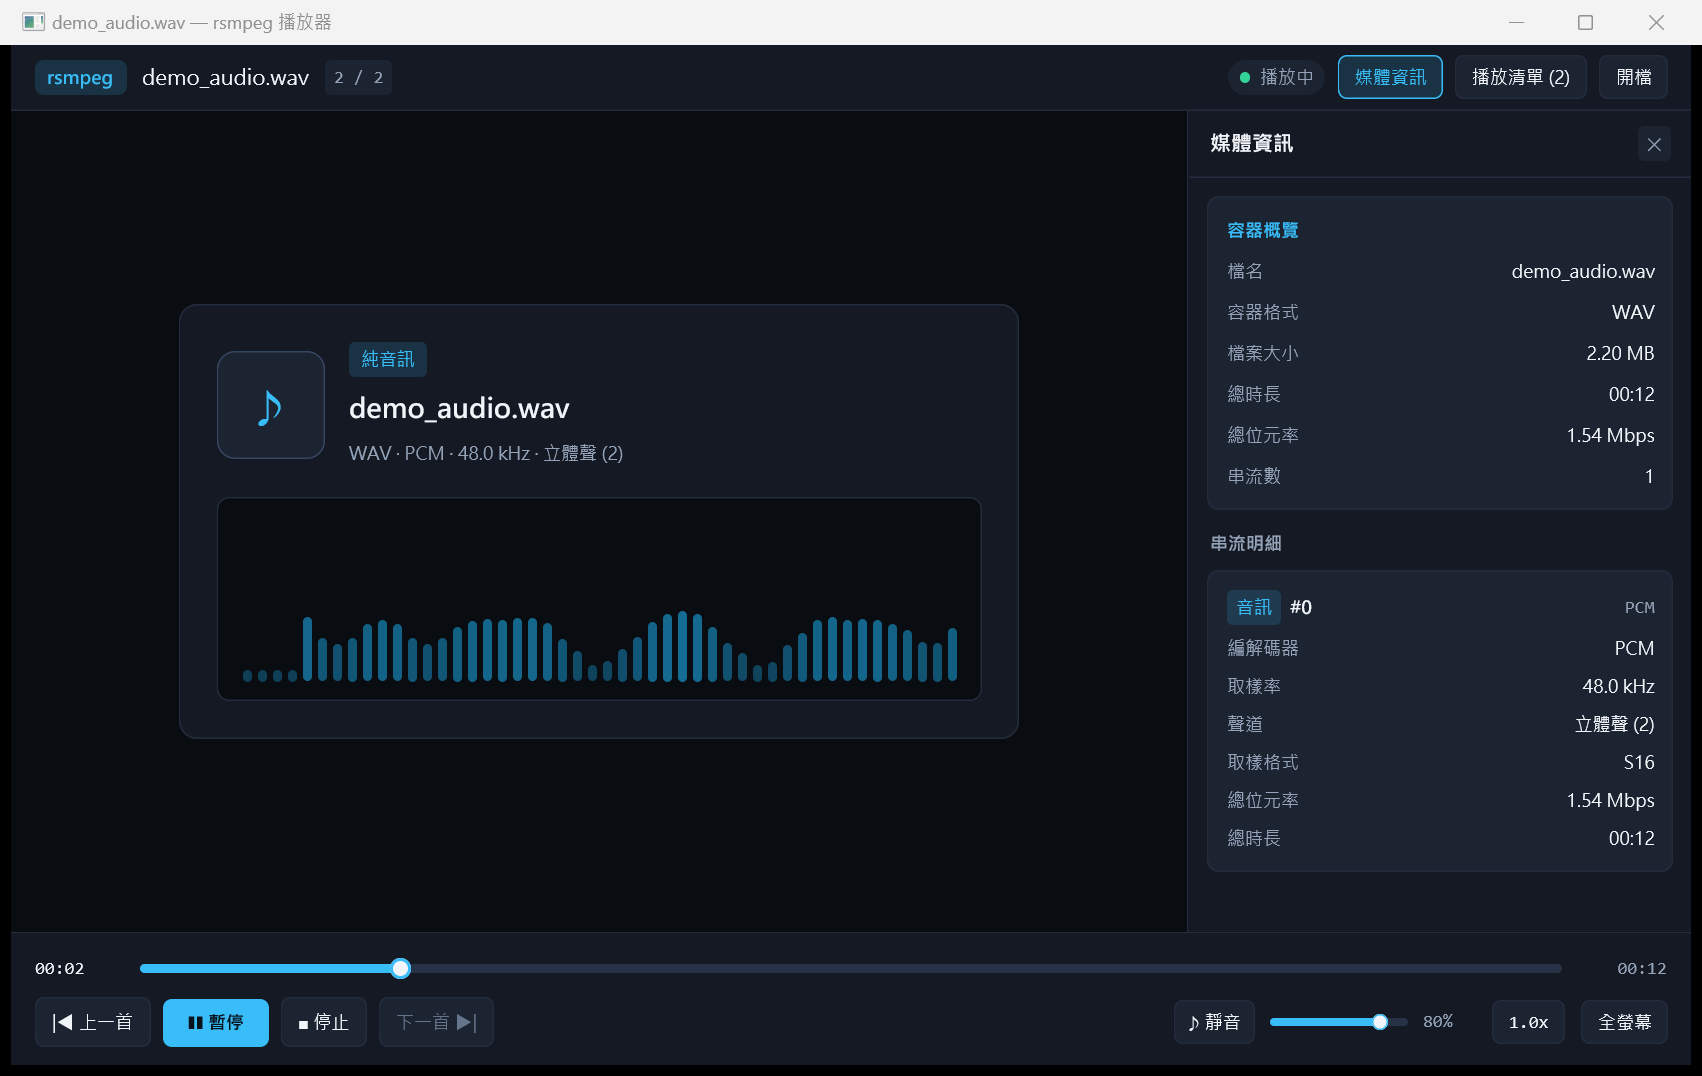 demo_audio.wav — rsmpeg 播放器
rsmpeg demo_audio.wav 2 / 2 播放中 媒體資訊 播放清單 (2) 開檔
媒體資訊
容器概覽
檔名 demo_audio.wav
容器格式 WAV
檔案大小 2.20 MB
總時長 00:12
總位元率 1.54 Mbps
串流數 1
串流明細
音訊 #0 PCM
編解碼器 PCM
取樣率 48.0 kHz
聲道 立體聲 (2)
取樣格式 S16
總位元率 1.54 Mbps
總時長 00:12
純音訊
demo_audio.wav
WAV · PCM · 48.0 kHz · 立體聲 (2)
00:02 00:12
上一首 暫停 停止 下一首 靜音 80% 1.0x 全螢幕